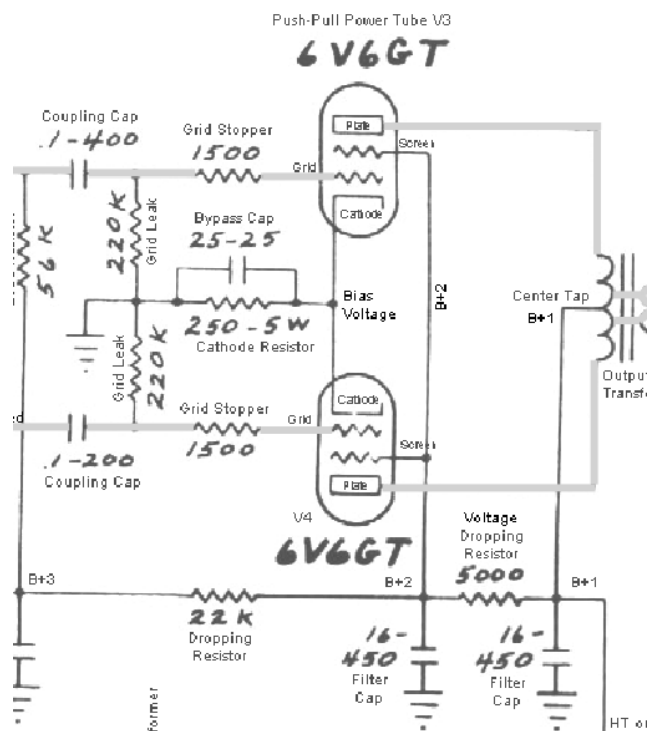 Push-Pull Power Tube V3
6V6GT
Coupling Cap
.1-400
Grid Stopper
1500
Plate
Screen
Grid
Cathode
56K
220K
Grid Leak
Bypass Cap
25-25
Bias
Voltage
B+2
Center Tap
B+1
250-5W
Cathode Resistor
220K
Grid Leak
Output
Grid Stopper
1500
Grid
Cathode
Screen
Plate
.1-200
Coupling Cap
V4
6V6GT
Voltage
Dropping
Resistor
5000
B+3
B+2
B+1
22K
Dropping
Resistor
16-
450
Filter
Cap
16-
450
Filter
Cap
HT